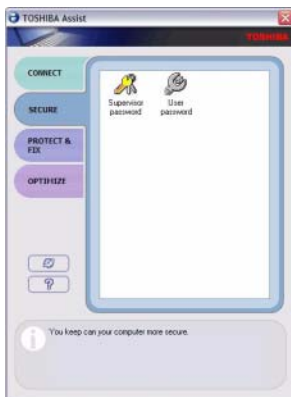 TOSHIBA Assist
TOSHIBA
CONNECT
SECURE
PROTECT &
FIX
OPTIMIZE
Supervisor
password
User
password
?
You keep can your computer more secure.